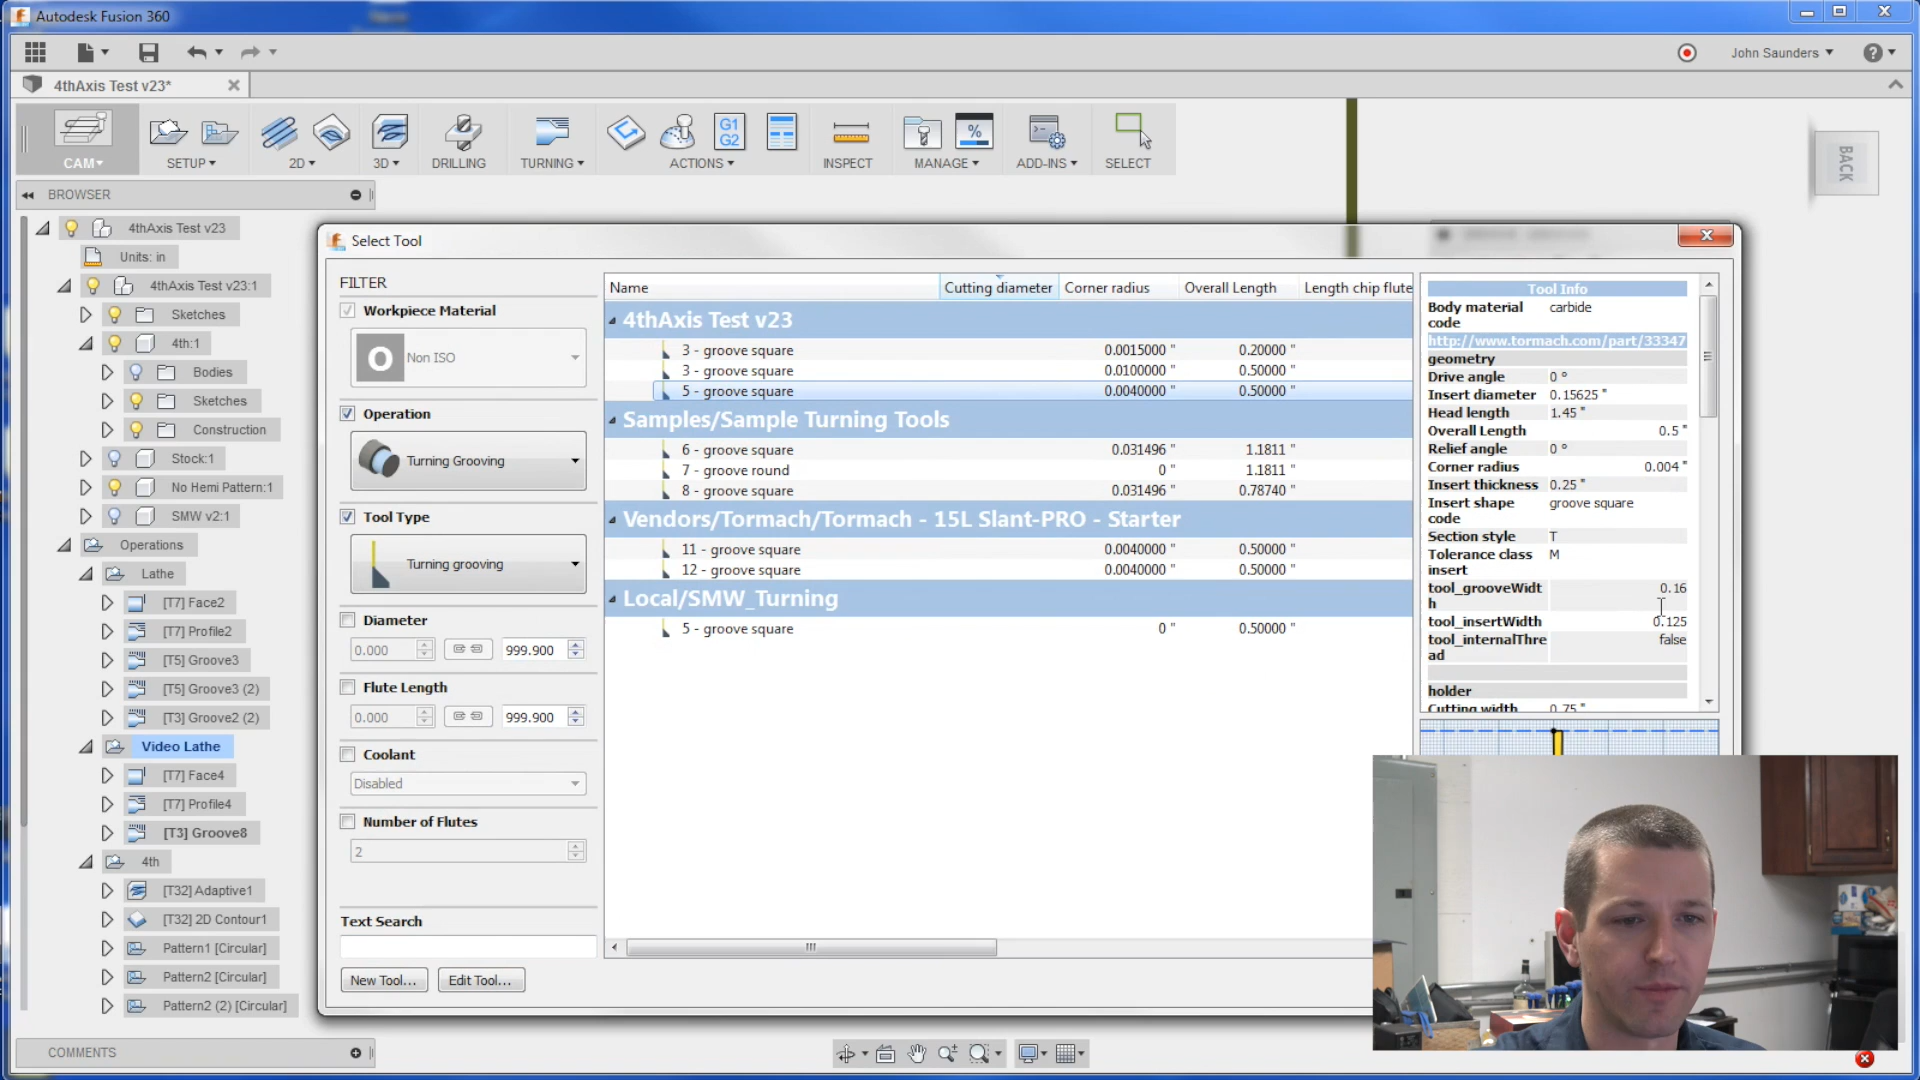 Autodesk Fusion 360
John Saunders
4thAxis Test v23*
G1
G2
%
CAM
SETUP
2D
3D
DRILLING
TURNING
ACTIONS
INSPECT
MANAGE
ADD-INS
SELECT
BACK
BROWSER
4thAxis Test v23
Units: in
4thAxis Test v23:1
Sketches
4th:1
Bodies
Sketches
Construction
Stock:1
No Hemi Pattern:1
SMW v2:1
Operations
Lathe
[T7] Face2
[T7] Profile2
[T5] Groove3
[T5] Groove3 (2)
[T3] Groove2 (2)
Video Lathe
[T7] Face4
[T7] Profile4
[T3] Groove8
4th
[T32] Adaptive1
[T32] 2D Contour1
Pattern1 [Circular]
Pattern2 [Circular]
Pattern2 (2) [Circular]
COMMENTS
Select Tool
FILTER
Workpiece Material
O Non ISO
Operation
Turning Grooving
Tool Type
Turning grooving
Diameter
0.000 999.900
Flute Length
0.000 999.900
Coolant
Disabled
Number of Flutes
2
Text Search
New Tool... Edit Tool...
Name Cutting diameter Corner radius Overall Length Length chip flute
4thAxis Test v23
3 - groove square 0.0015000 " 0.20000 "
3 - groove square 0.0100000 " 0.50000 "
5 - groove square 0.0040000 " 0.50000 "
Samples/Sample Turning Tools
6 - groove square 0.031496 " 1.1811 "
7 - groove round 0 " 1.1811 "
8 - groove square 0.031496 " 0.78740 "
Vendors/Tormach/Tormach - 15L Slant-PRO - Starter
11 - groove square 0.0040000 " 0.50000 "
12 - groove square 0.0040000 " 0.50000 "
Local/SMW_Turning
5 - groove square 0 " 0.50000 "
Tool Info
Body material carbide
code
http://www.tormach.com/part/33347
geometry
Drive angle 0 °
Insert diameter 0.15625 "
Head length 1.45 "
Overall Length 0.5 "
Relief angle 0 °
Corner radius 0.004 "
Insert thickness 0.25 "
Insert shape groove square
code
Section style T
Tolerance class M
insert
tool_grooveWidt 0.16
h
tool_insertWidth 0.125
tool_internalThre false
ad
holder
Cutting width 0.75 "